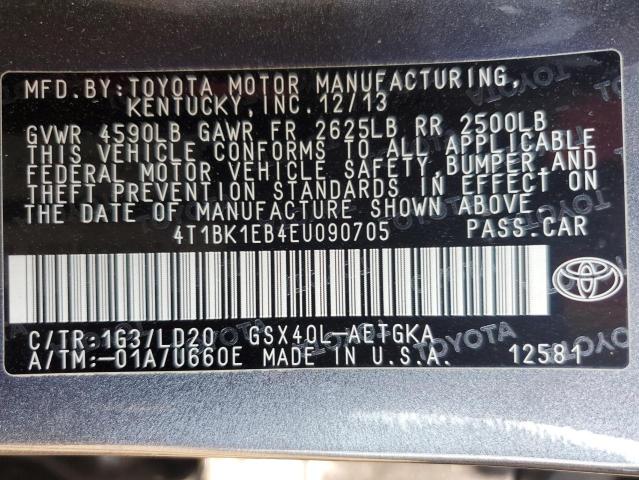 MFD.BY:TOYOTA MOTOR MANUFACTURING,
KENTUCKY,INC.12/13
GVWR 4590LB GAWR FR 2625LB RR 2500LB
THIS VEHICLE CONFORMS TO ALL APPLICABLE
FEDERAL MOTOR VEHICLE SAFETY,BUMPER,AND
THEFT PREVENTION STANDARDS IN EFFECT ON
THE DATE OF MANUFACTURE SHOWN ABOVE
4T1BK1EB4EU090705 PASS.CAR
C/TR:1G3/LD20 GSX40L-AETGKA
A/TM:-01A/U660E MADE IN U.S.A. 12581